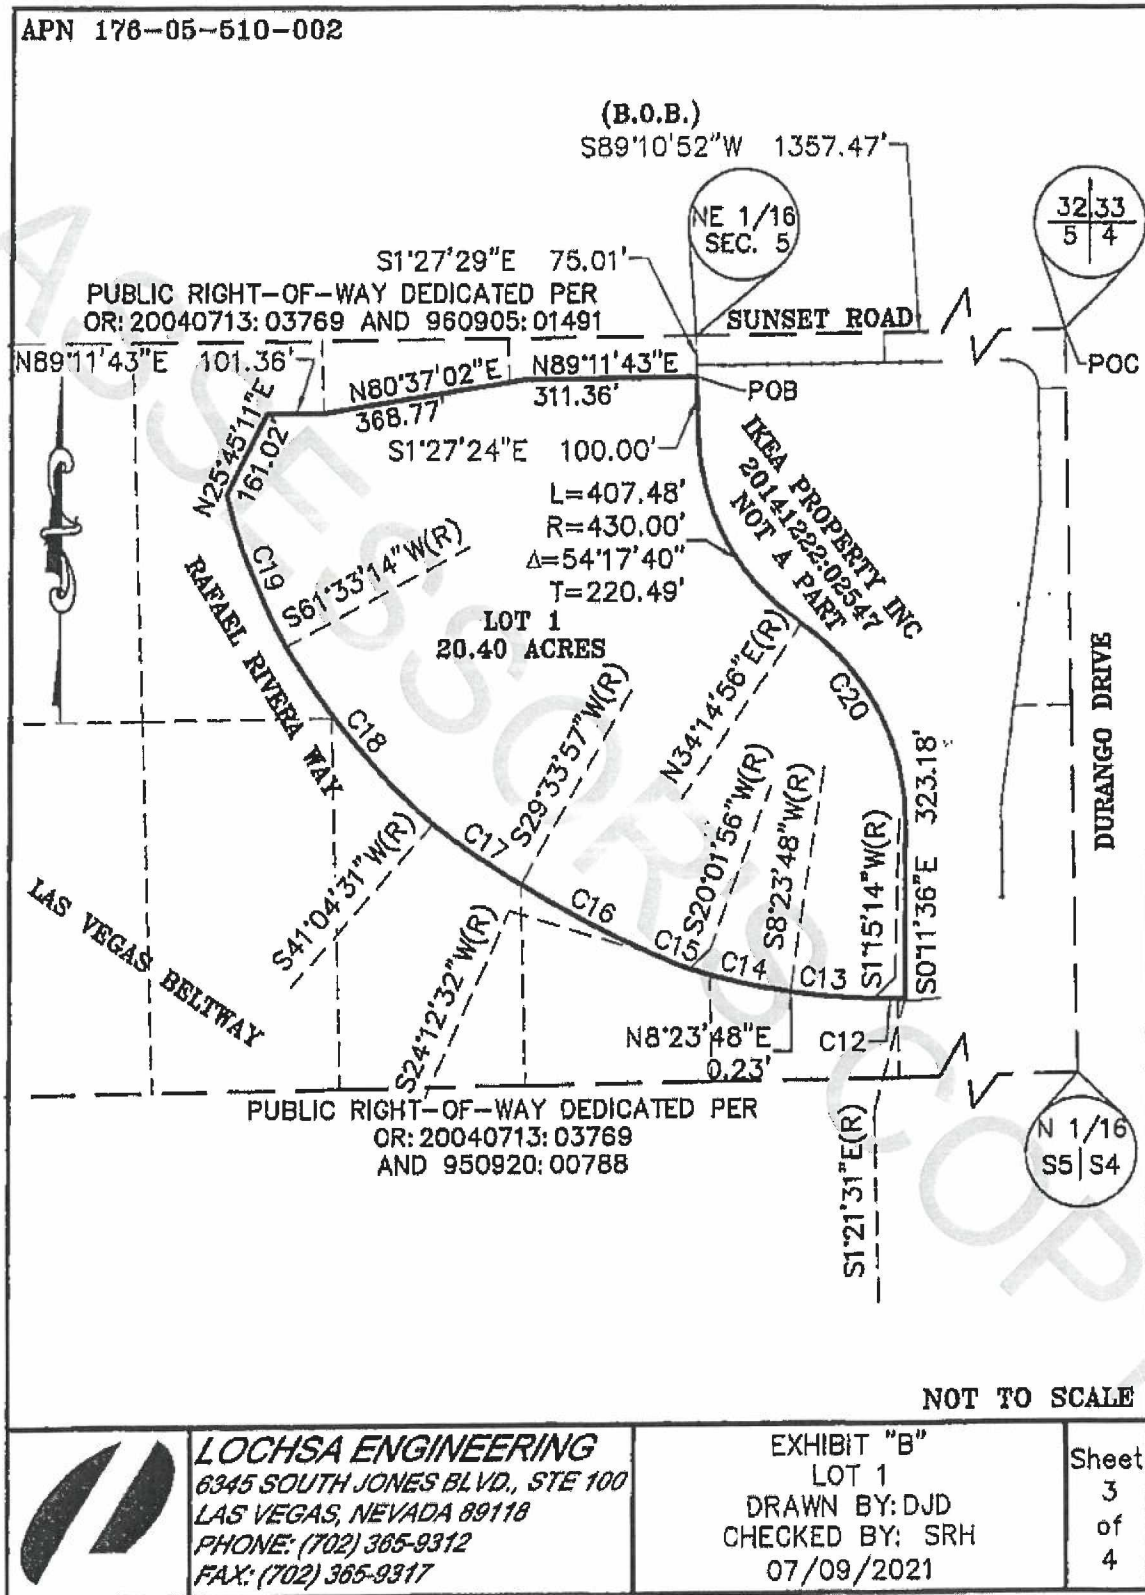 APN 176-05-510-002
(B.O.B.)
S89°10'52"W 1357.47'
NE 1/16
SEC. 5
32 33
5 4
S1°27'29"E 75.01'
PUBLIC RIGHT-OF-WAY DEDICATED PER
OR: 20040713: 03769 AND 960905: 01491
SUNSET ROAD
N89°11'43"E 101.36'
N80°37'02"E
368.77'
N89°11'43"E
311.36'
POB
POC
N25°45'11"E
161.02'
S1°27'24"E 100.00'
L=407.48'
R=430.00'
Δ=54°17'40"
T=220.49'
IKEA PROPERTY INC
20141222:02547
NOT A PART
C19
S61°33'14"W(R)
RAFAEL RIVERA WAY
LOT 1
20.40 ACRES
N34°14'56"E(R)
C20
DURANGO DRIVE
C18
S29°33'57"W(R)
S20°01'56"W(R)
S8°23'48"W(R)
S1°15'14"W(R)
S0°11'36"E 323.18'
C17
S41°04'31"W(R)
C16
LAS VEGAS BELTWAY
S24°12'32"W(R)
C15
C14
C13
N8°23'48"E
0.23'
C12
PUBLIC RIGHT-OF-WAY DEDICATED PER
OR: 20040713: 03769
AND 950920: 00788
S1°21'31"E(R)
N 1/16
S5 S4
ASSESSOR'S COPY
NOT TO SCALE
LOCHSA ENGINEERING
6345 SOUTH JONES BLVD., STE 100
LAS VEGAS, NEVADA 89118
PHONE: (702) 365-9312
FAX: (702) 365-9317
EXHIBIT "B"
LOT 1
DRAWN BY: DJD
CHECKED BY: SRH
07/09/2021
Sheet
3
of
4